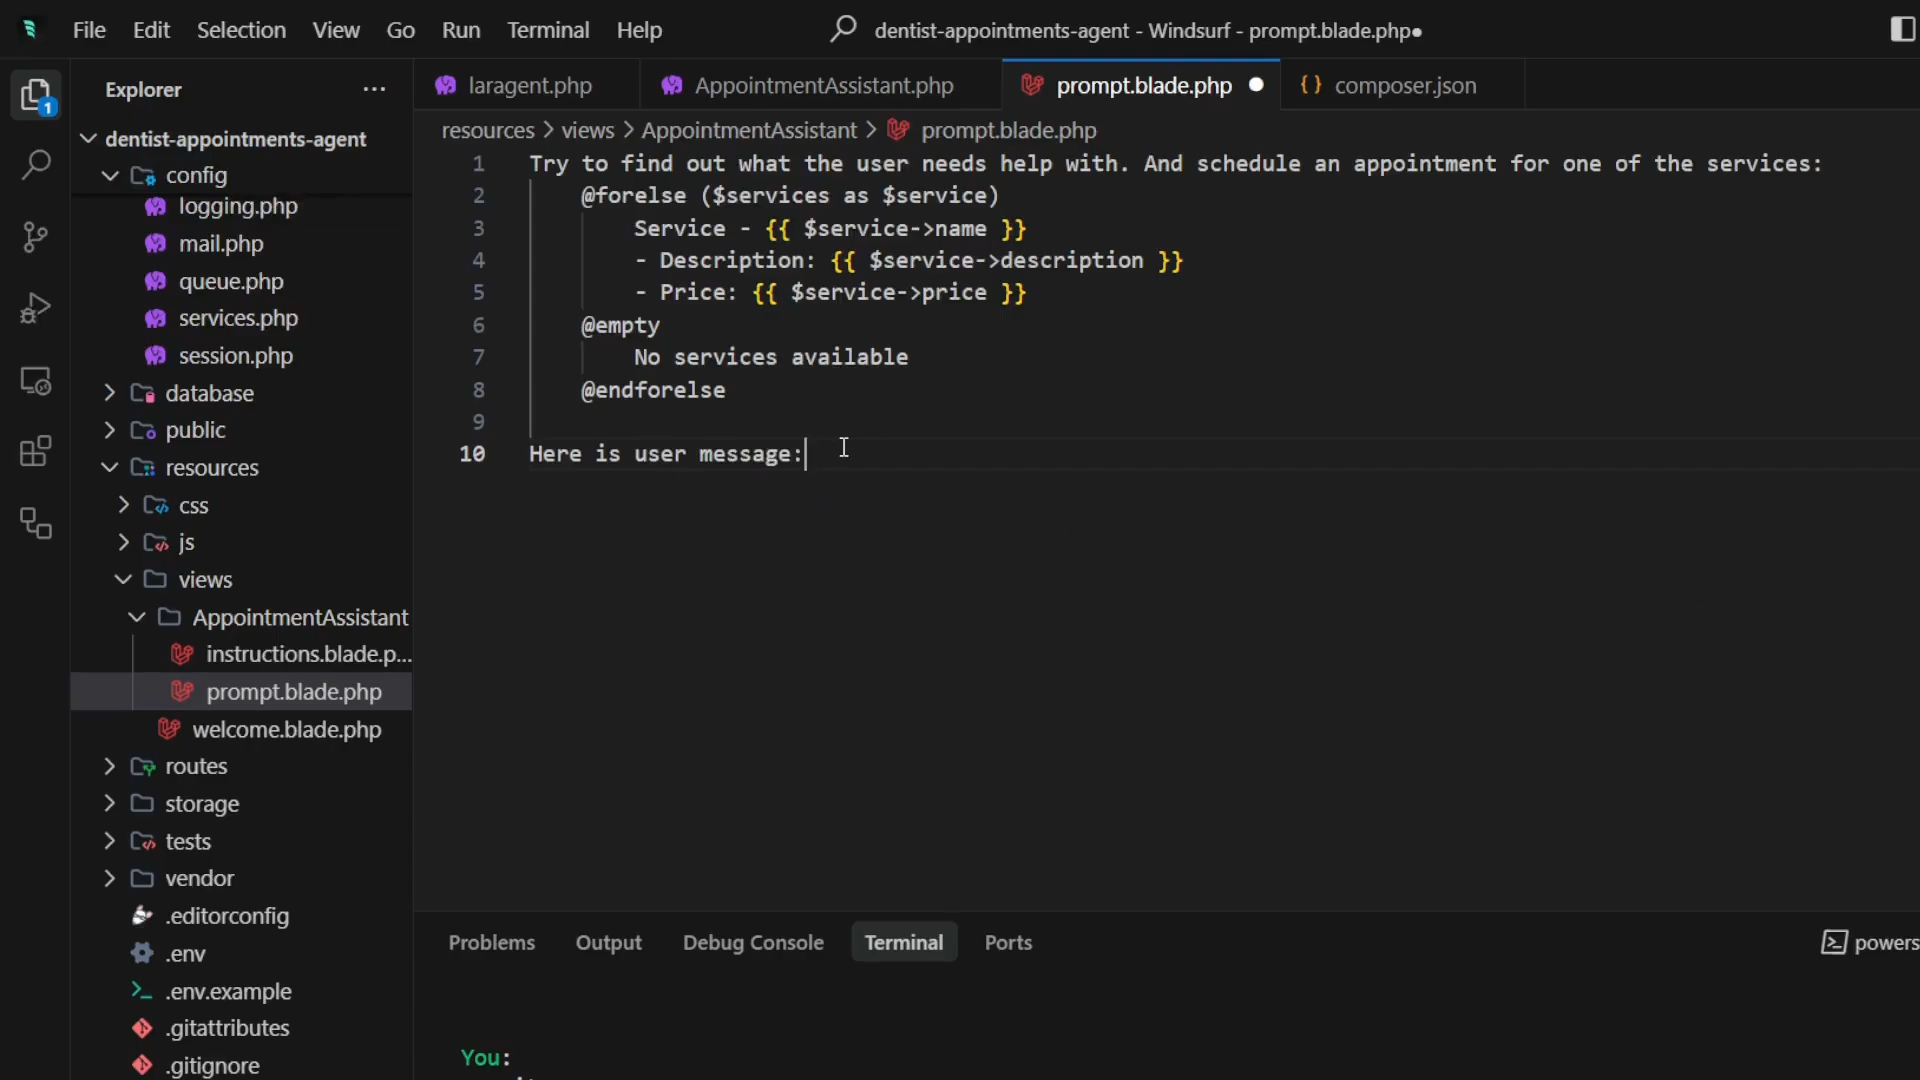 File Edit Selection View Go Run Terminal Help
dentist-appointments-agent - Windsurf - prompt.blade.php●
1
Explorer ...
laragent.php
AppointmentAssistant.php
prompt.blade.php
{} composer.json
dentist-appointments-agent
config
logging.php
mail.php
queue.php
services.php
session.php
database
public
resources
css
js
views
AppointmentAssistant
instructions.blade.p...
prompt.blade.php
welcome.blade.php
routes
storage
tests
vendor
.editorconfig
.env
.env.example
.gitattributes
.gitignore
resources > views > AppointmentAssistant > prompt.blade.php
1 Try to find out what the user needs help with. And schedule an appointment for one of the services:
2 @forelse ($services as $service)
3 Service - {{ $service->name }}
4 - Description: {{ $service->description }}
5 - Price: {{ $service->price }}
6 @empty
7 No services available
8 @endforelse
9
10 Here is user message:
Problems Output Debug Console Terminal Ports
powers
You: